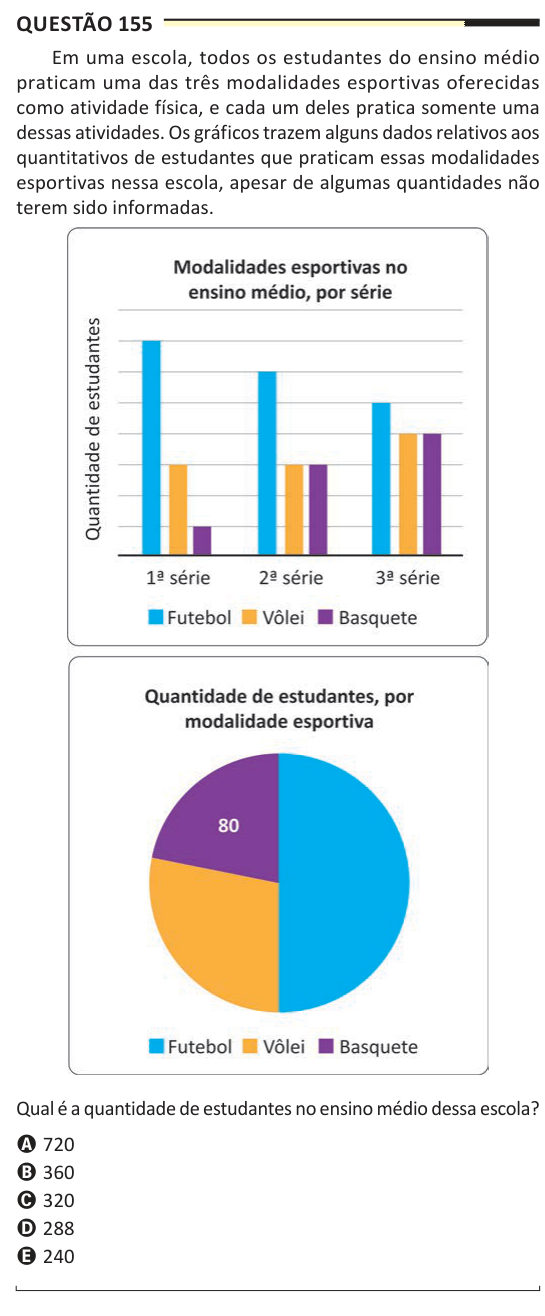 QUESTÃO 155
Em uma escola, todos os estudantes do ensino médio
praticam uma das três modalidades esportivas oferecidas
como atividade física, e cada um deles pratica somente uma
dessas atividades. Os gráficos trazem alguns dados relativos aos
quantitativos de estudantes que praticam essas modalidades
esportivas nessa escola, apesar de algumas quantidades não
terem sido informadas.
Modalidades esportivas no
ensino médio, por série
Quantidade de estudantes
1ª série 2ª série 3ª série
Futebol Vôlei Basquete
Quantidade de estudantes, por
modalidade esportiva
80
Futebol Vôlei Basquete
Qual é a quantidade de estudantes no ensino médio dessa escola?
A 720
B 360
C 320
D 288
E 240